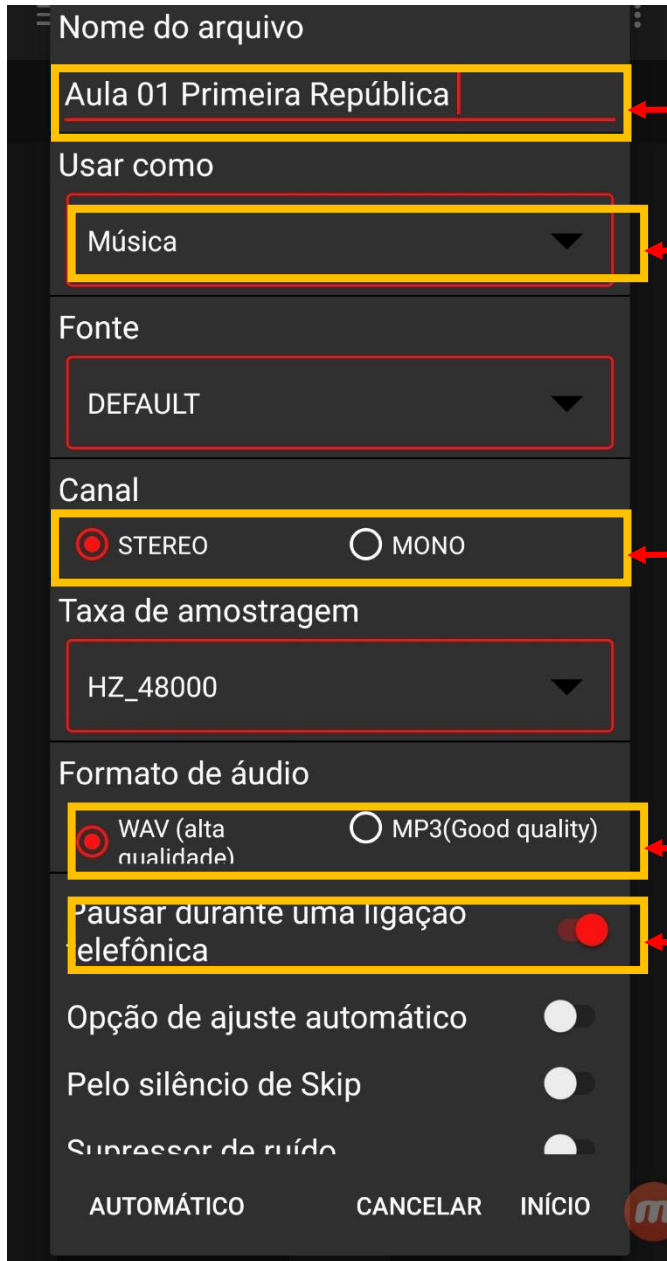 Nome do arquivo
Aula 01 Primeira República
Usar como
Música
Fonte
DEFAULT
Canal
STEREO MONO
Taxa de amostragem
HZ_48000
Formato de áudio
WAV (alta MP3(Good quality)
qualidade)
Pausar durante uma ligação
telefônica
Opção de ajuste automático
Pelo silêncio de Skip
Supressor de ruído
AUTOMÁTICO CANCELAR INÍCIO
m